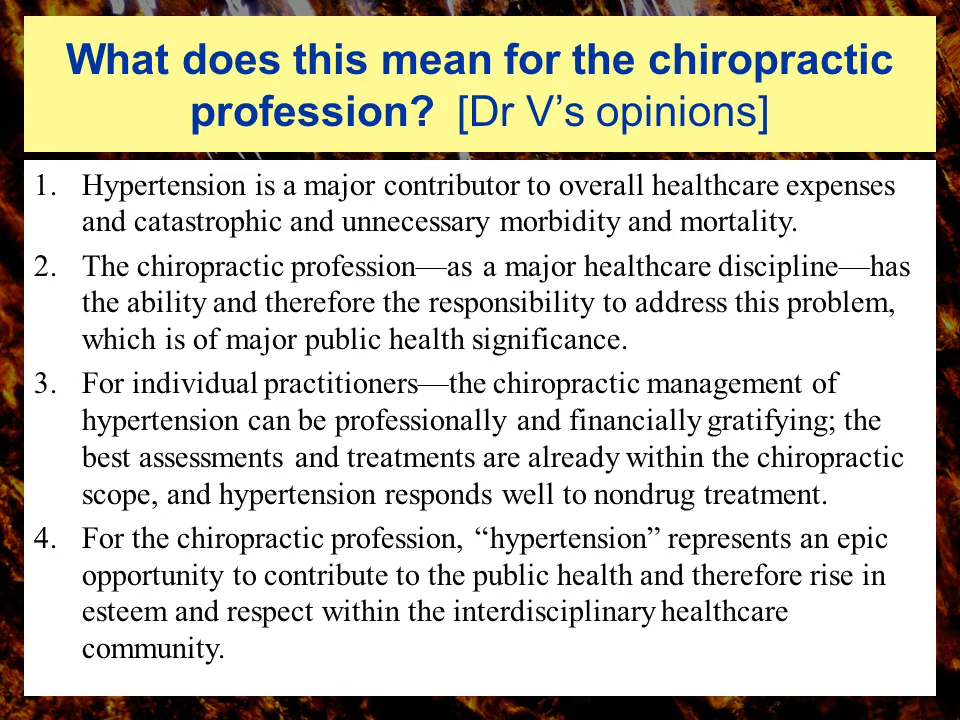 What does this mean for the chiropractic
profession? [Dr V’s opinions]
1. Hypertension is a major contributor to overall healthcare expenses
and catastrophic and unnecessary morbidity and mortality.
2. The chiropractic profession—as a major healthcare discipline—has
the ability and therefore the responsibility to address this problem,
which is of major public health significance.
3. For individual practitioners—the chiropractic management of
hypertension can be professionally and financially gratifying; the
best assessments and treatments are already within the chiropractic
scope, and hypertension responds well to nondrug treatment.
4. For the chiropractic profession, “hypertension” represents an epic
opportunity to contribute to the public health and therefore rise in
esteem and respect within the interdisciplinary healthcare
community.